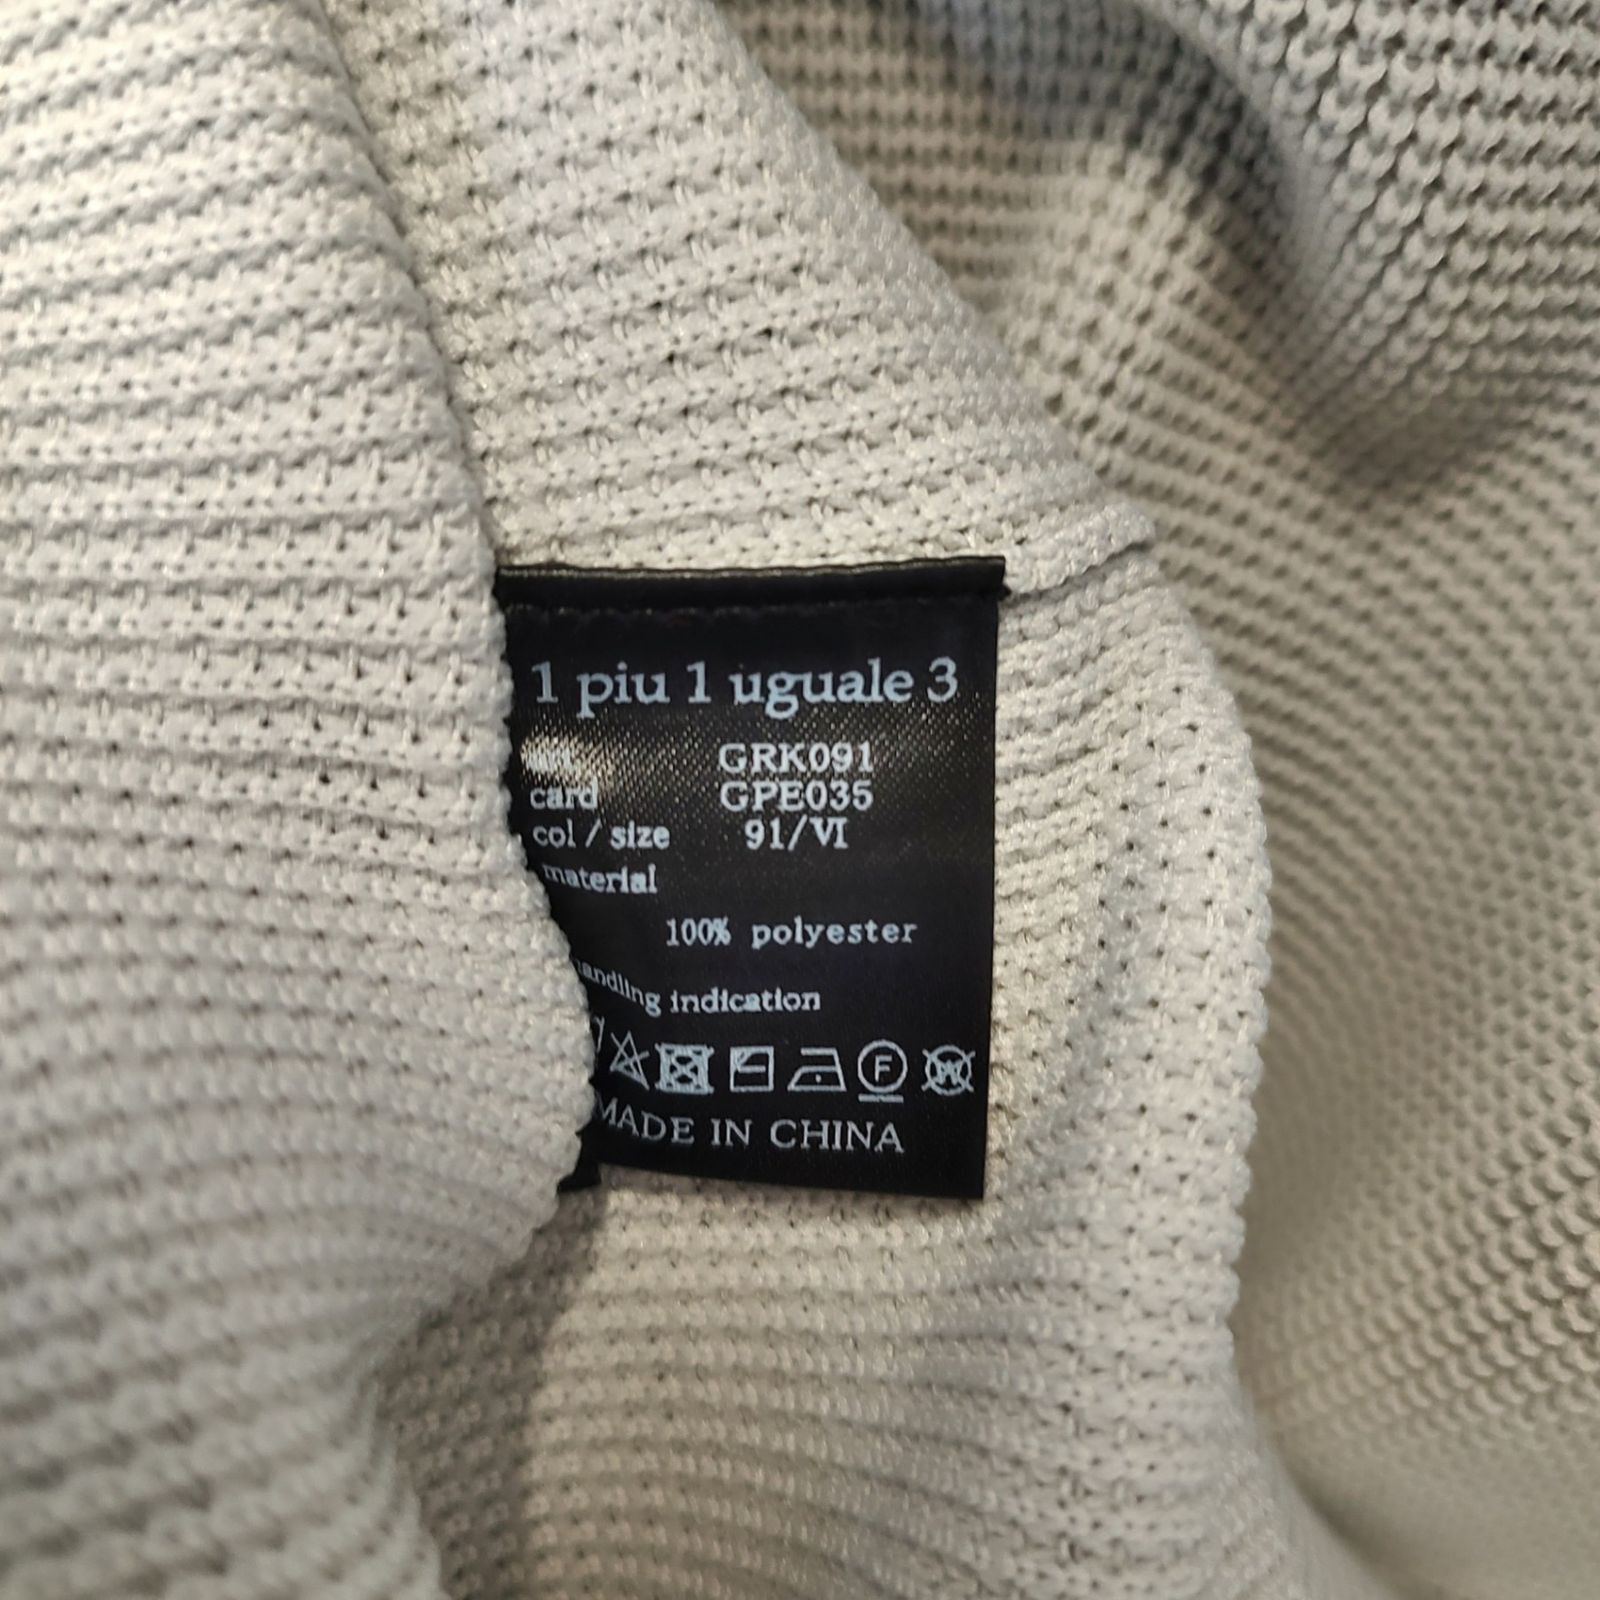 1 piu 1 uguale 3
art. GRK091
card GPE035
col / size 91/VI
material
100% polyester
handling indication
F W
MADE IN CHINA